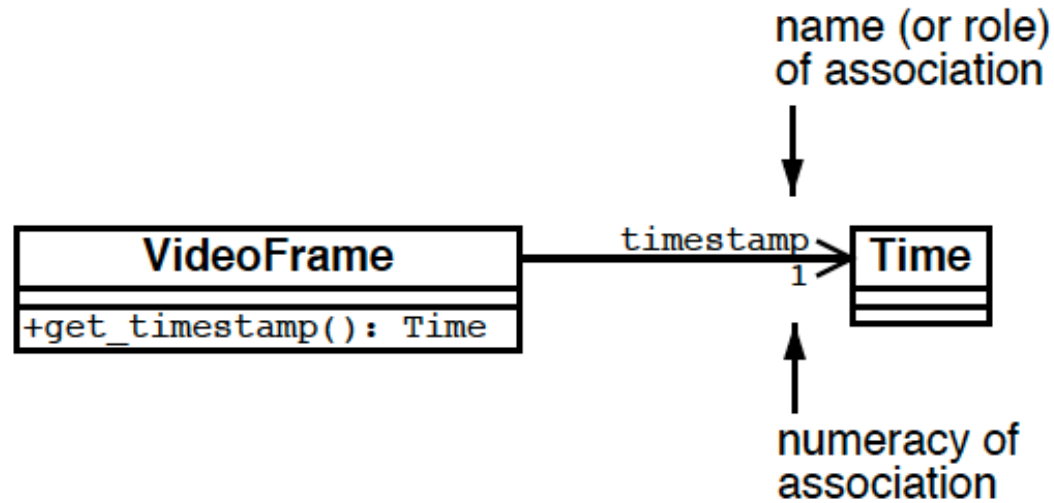 name (or role)
of association
VideoFrame
timestamp
1
Time
+get_timestamp(): Time
numeracy of
association